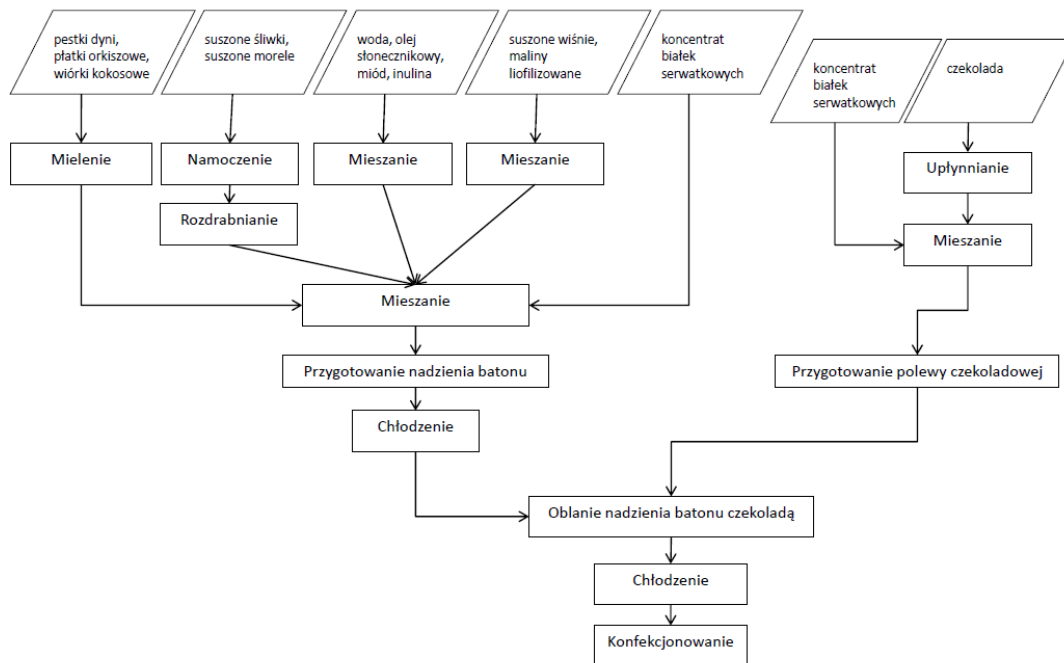 pestki dyni,
płatki orkiszowe,
wiórki kokosowe
suszone śliwki,
suszone morele
woda, olej
słonecznikowy,
miód, inulina
suszone wiśnie,
maliny
liofilizowane
koncentrat
białek
serwatkowych
koncentrat
białek
serwatkowych
czekolada
Mielenie
Namoczenie
Mieszanie
Mieszanie
Upłynnianie
Rozdrabnianie
Mieszanie
Mieszanie
Przygotowanie nadzienia batonu
Przygotowanie polewy czekoladowej
Chłodzenie
Oblanie nadzienia batonu czekoladą
Chłodzenie
Konfekcjonowanie